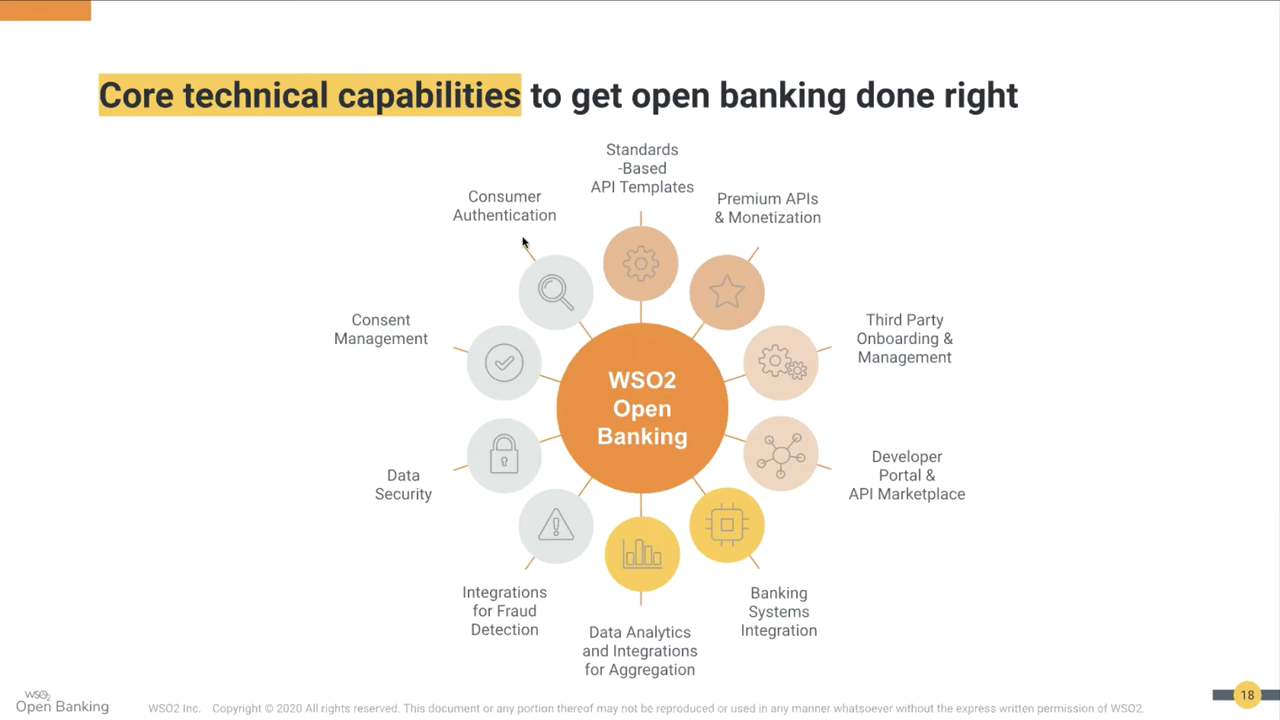 Core technical capabilities to get open banking done right
Standards
-Based
API Templates
Premium APIs
& Monetization
Third Party
Onboarding &
Management
Developer
Portal &
API Marketplace
Banking
Systems
Integration
Data Analytics
and Integrations
for Aggregation
Integrations
for Fraud
Detection
Data
Security
Consent
Management
Consumer
Authentication
WSO2
Open
Banking
WSO2
Open Banking
WSO2 Inc. Copyright © 2020 All rights reserved. This document or any portion thereof may not be reproduced or used in any manner whatsoever without the express written permission of WSO2.
18